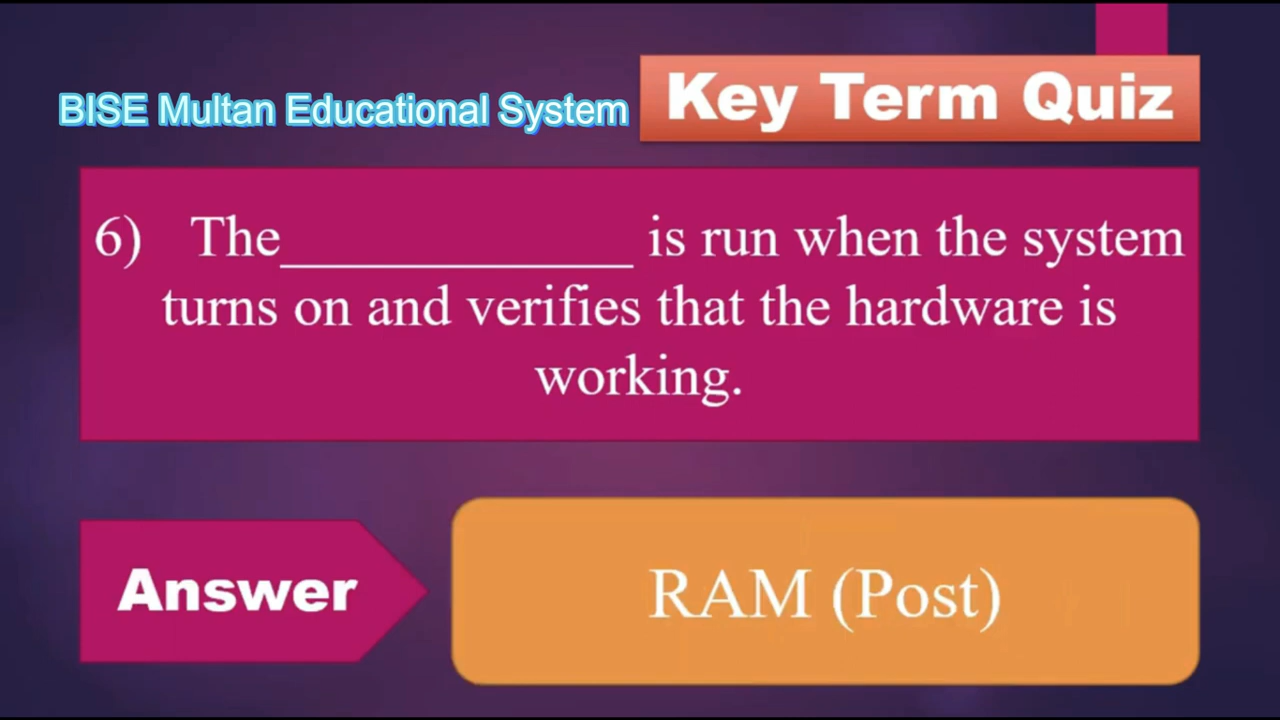 BISE Multan Educational System
Key Term Quiz
6) The____________ is run when the system
turns on and verifies that the hardware is
working.
Answer
RAM (Post)